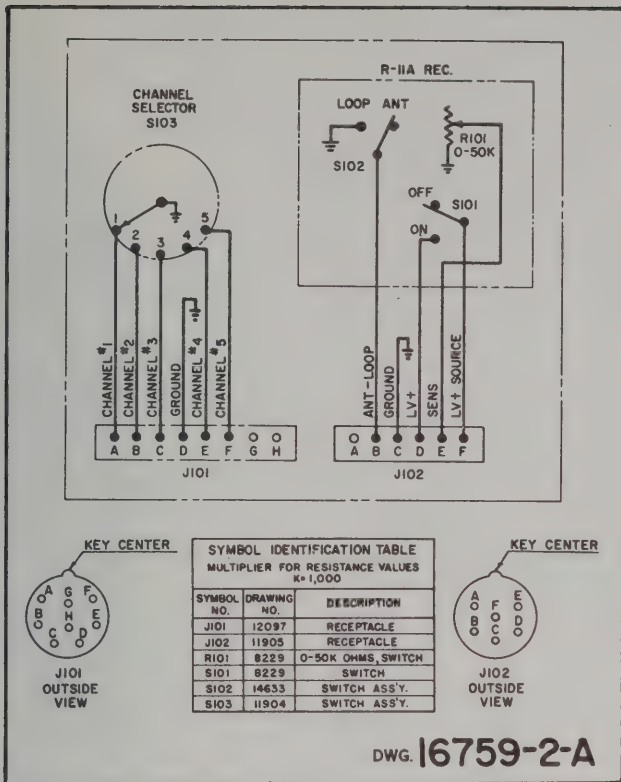 R-11A REC.
CHANNEL
SELECTOR
S103
LOOP ANT
S102
R101
0-50K
OFF
S101
ON
1
2
3
4
5
CHANNEL #1
CHANNEL #2
CHANNEL #3
GROUND
CHANNEL #4
CHANNEL #5
ANT-LOOP
GROUND
LV+
SENS
LV+ SOURCE
A B C D E F G H
J101
A B C D E F
J102
KEY CENTER
A G F
B H E
C D
J101
OUTSIDE
VIEW
SYMBOL IDENTIFICATION TABLE
MULTIPLIER FOR RESISTANCE VALUES
K=1,000
SYMBOL NO. DRAWING NO. DESCRIPTION
J101 12097 RECEPTACLE
J102 11905 RECEPTACLE
R101 8229 0-50K OHMS, SWITCH
S101 8229 SWITCH
S102 14633 SWITCH ASS'Y.
S103 11904 SWITCH ASS'Y.
KEY CENTER
A E
F
B D
C
J102
OUTSIDE
VIEW
DWG. 16759-2-A